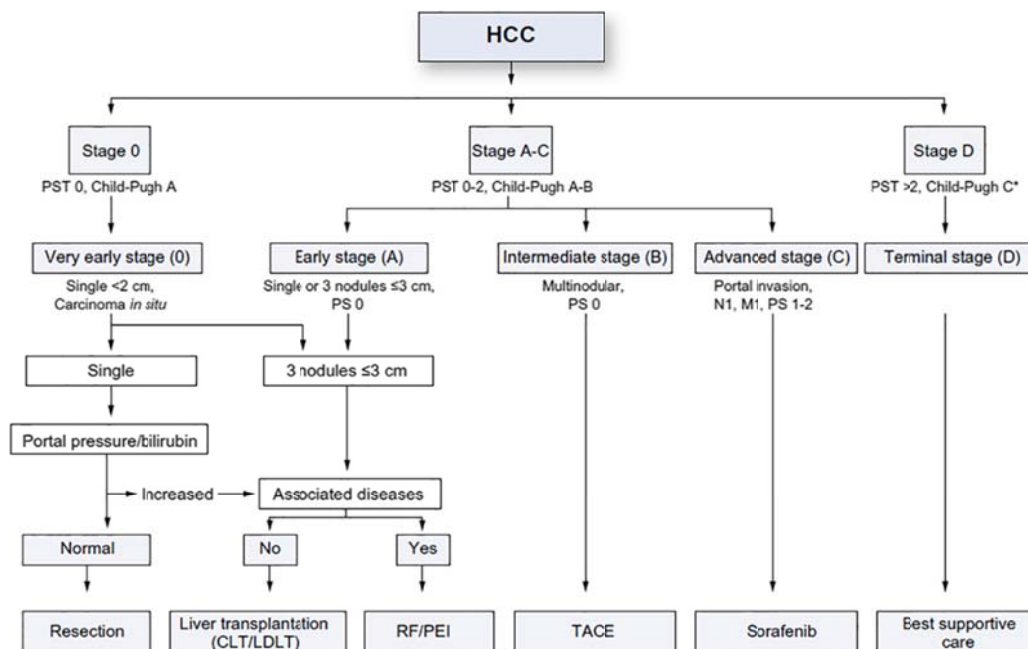 HCC
Stage 0
PST 0, Child-Pugh A
Stage A-C
PST 0-2, Child-Pugh A-B
Stage D
PST >2, Child-Pugh C*
Very early stage (0)
Single <2 cm,
Carcinoma in situ
Early stage (A)
Single or 3 nodules ≤3 cm,
PS 0
Intermediate stage (B)
Multinodular,
PS 0
Advanced stage (C)
Portal invasion,
N1, M1, PS 1-2
Terminal stage (D)
Single
3 nodules ≤3 cm
Portal pressure/bilirubin
Increased
Associated diseases
Normal
No
Yes
Resection
Liver transplantation
(CLT/LDLT)
RF/PEI
TACE
Sorafenib
Best supportive
care